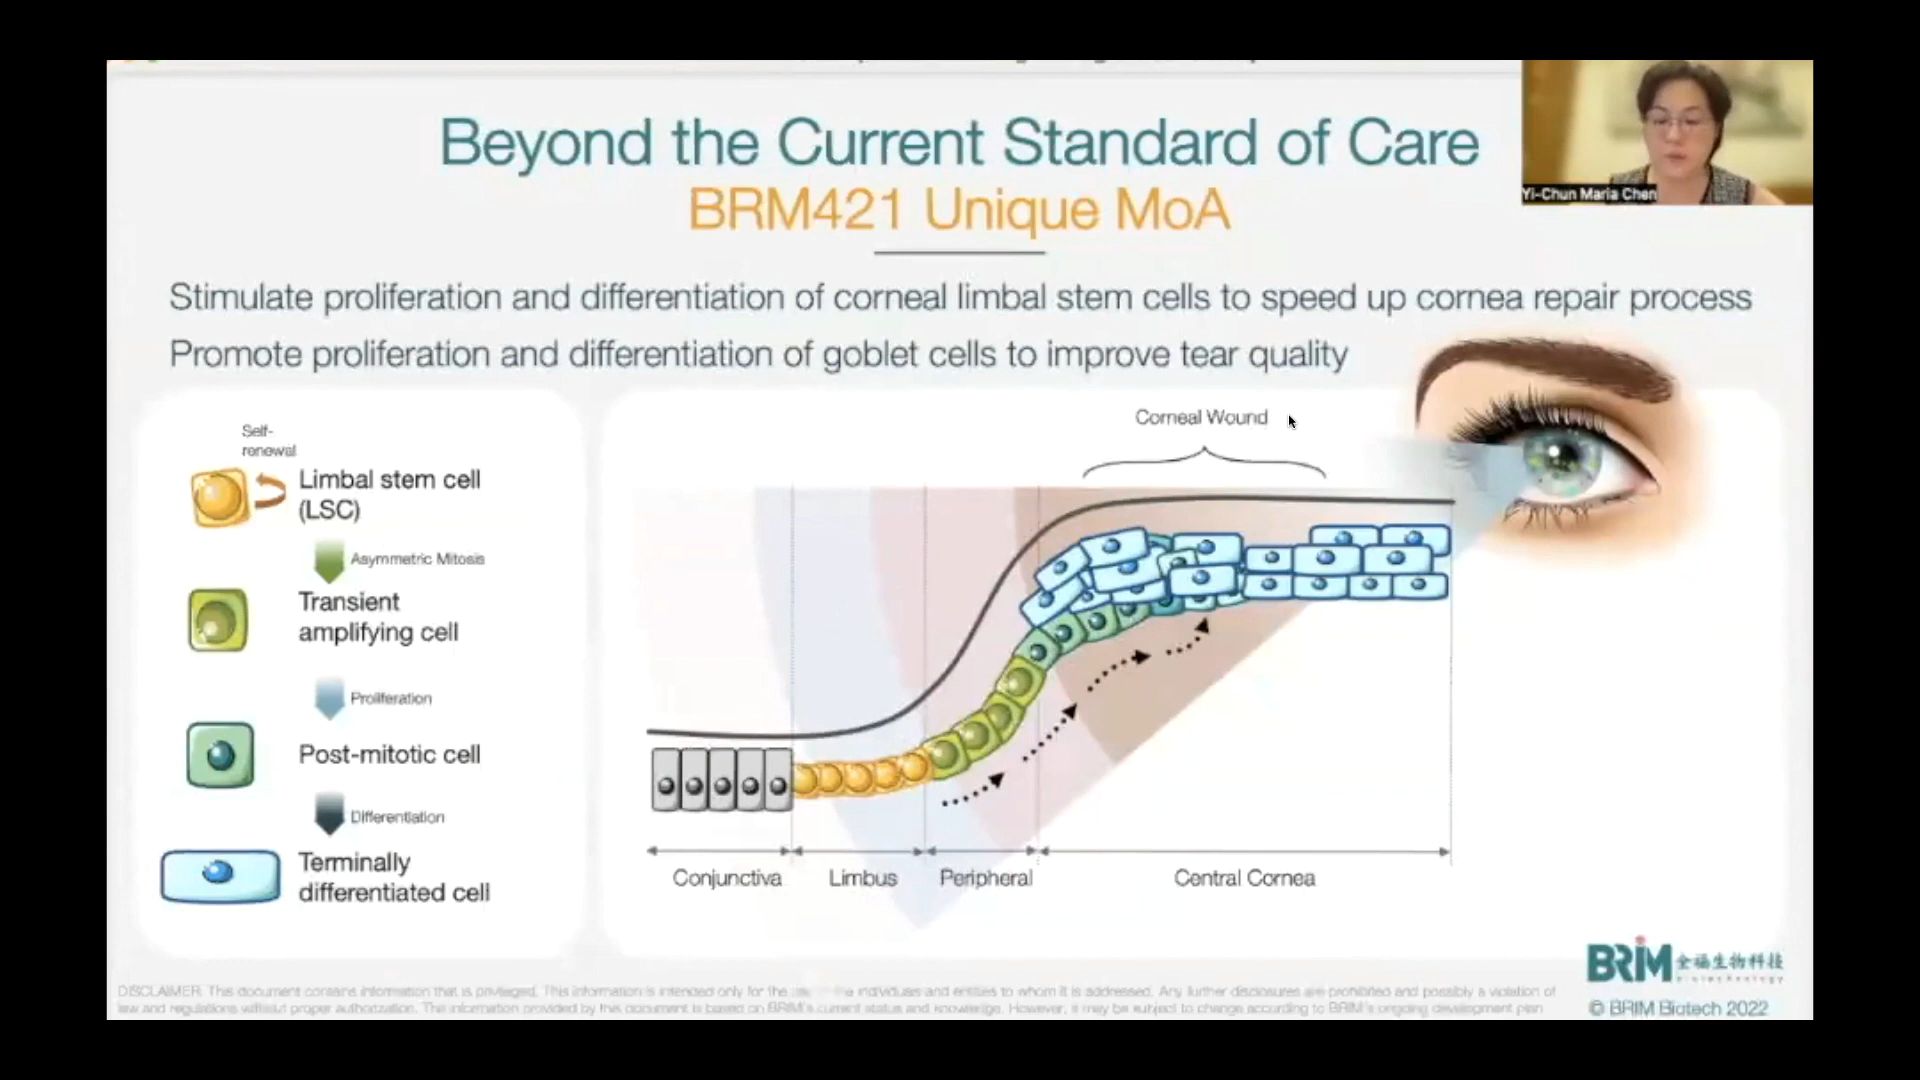 Beyond the Current Standard of Care
BRM421 Unique MoA
Yi-Chun Maria Chen
Stimulate proliferation and differentiation of corneal limbal stem cells to speed up cornea repair process
Promote proliferation and differentiation of goblet cells to improve tear quality
Self-
renewal
Limbal stem cell
(LSC)
Asymmetric Mitosis
Transient
amplifying cell
Proliferation
Post-mitotic cell
Differentiation
Terminally
differentiated cell
Corneal Wound
Conjunctiva
Limbus
Peripheral
Central Cornea
BRIM 全福生物科技
biotechnology
DISCLAIMER: This document contains information that is privileged. This information is intended only for the individuals and entities to whom it is addressed. Any further disclosures are prohibited and possibly a violation of
law and regulations without proper authorization. The information provided by this document is based on BRIM's current status and knowledge. However, it may be subject to change according to BRIM's ongoing development plan
© BRIM Biotech 2022